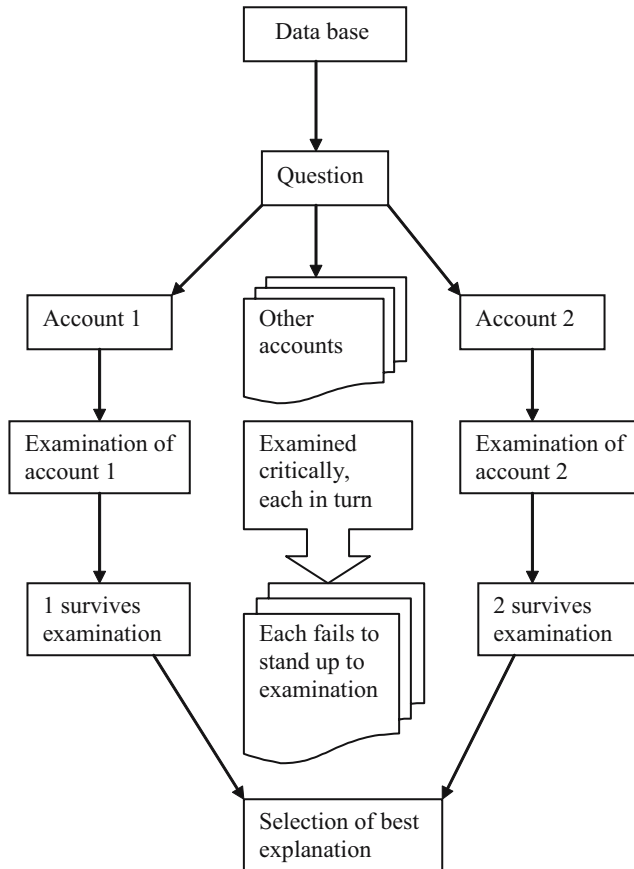 Data base
Question
Account 1
Other
accounts
Account 2
Examination of
account 1
Examined
critically,
each in turn
Examination of
account 2
1 survives
examination
Each fails to
stand up to
examination
2 survives
examination
Selection of best
explanation